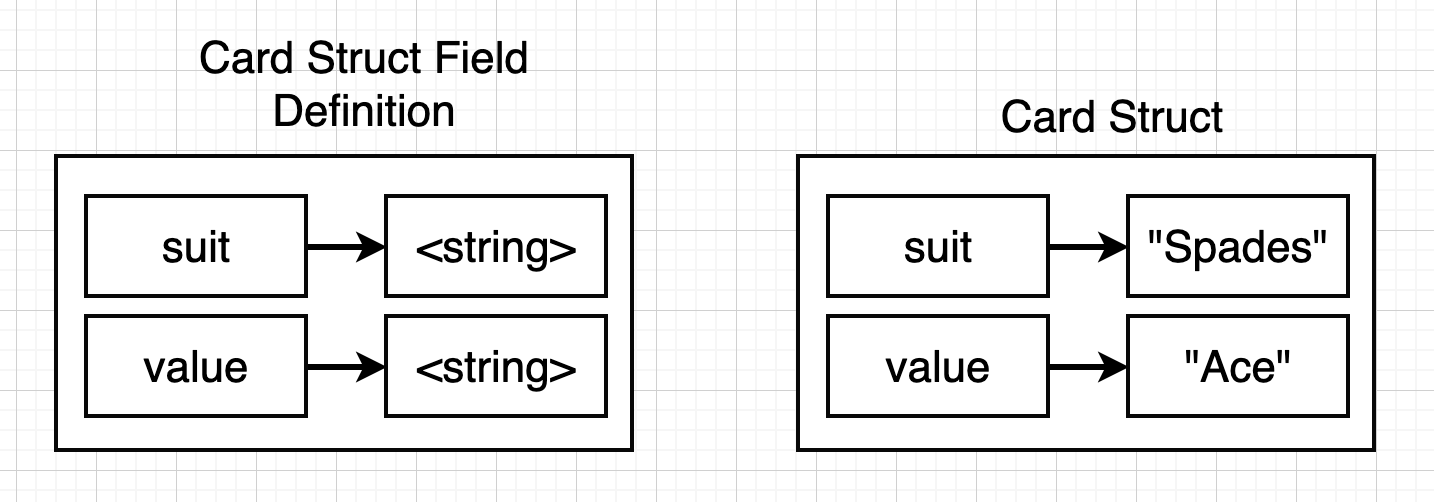 Card Struct Field
Definition
suit
<string>
value
<string>
Card Struct
suit
"Spades"
value
"Ace"